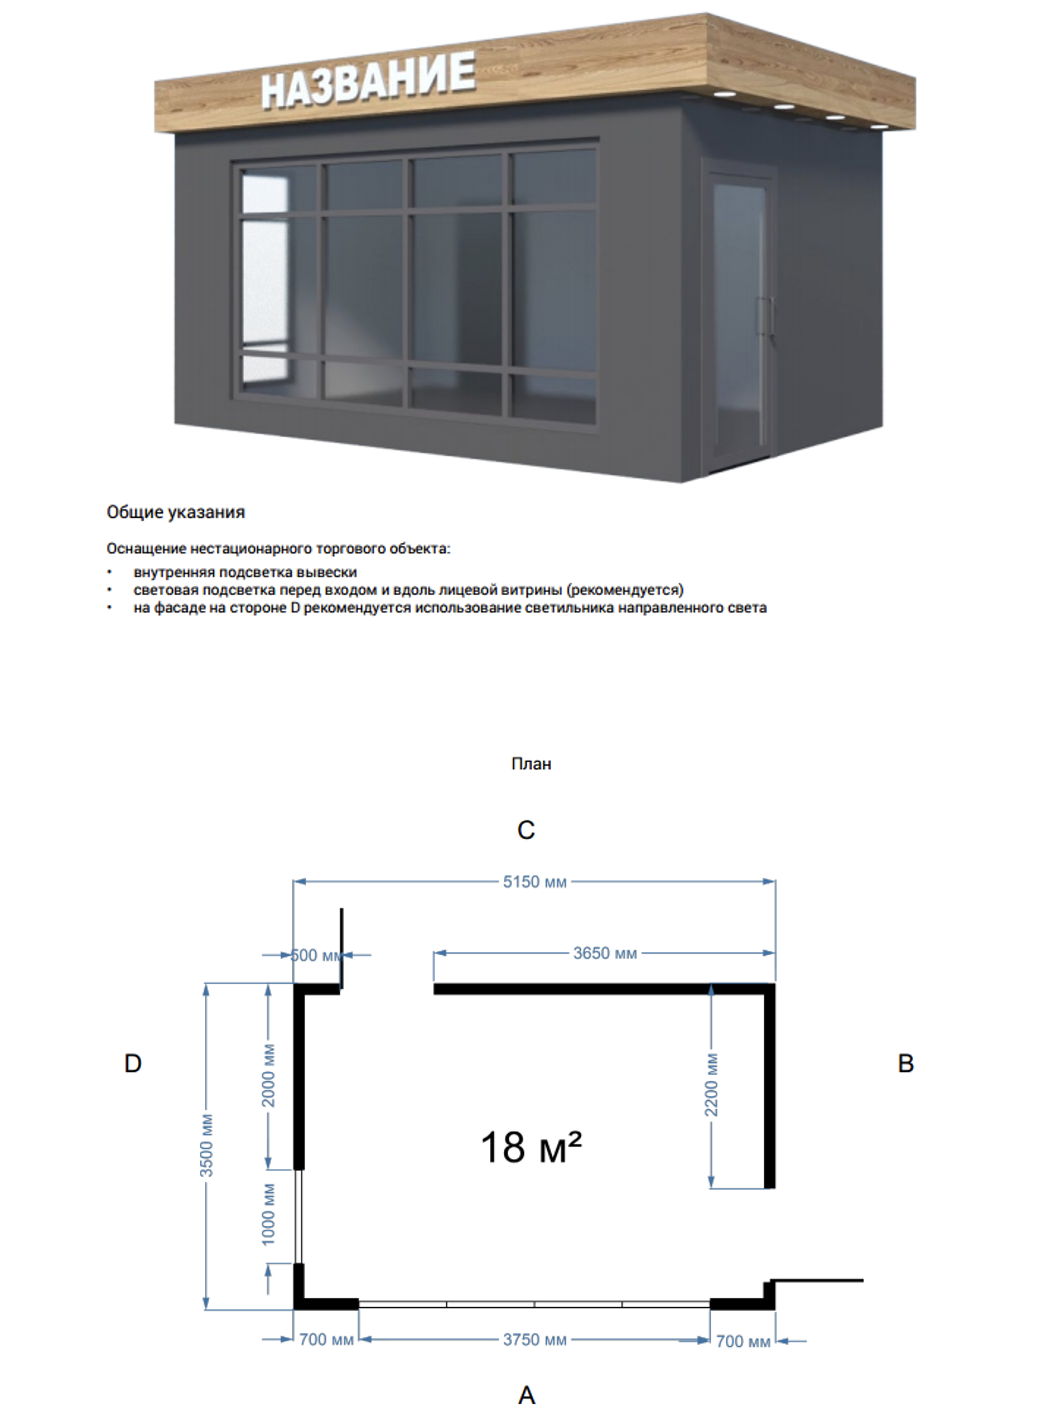 НАЗВАНИЕ
Общие указания
Оснащение нестационарного торгового объекта:
• внутренняя подсветка вывески
• световая подсветка перед входом и вдоль лицевой витрины (рекомендуется)
• на фасаде на стороне D рекомендуется использование светильника направленного света
План
C
5150 мм
500 мм
3650 мм
D
B
2000 мм
2200 мм
3500 мм
18 м²
1000 мм
700 мм
3750 мм
700 мм
A